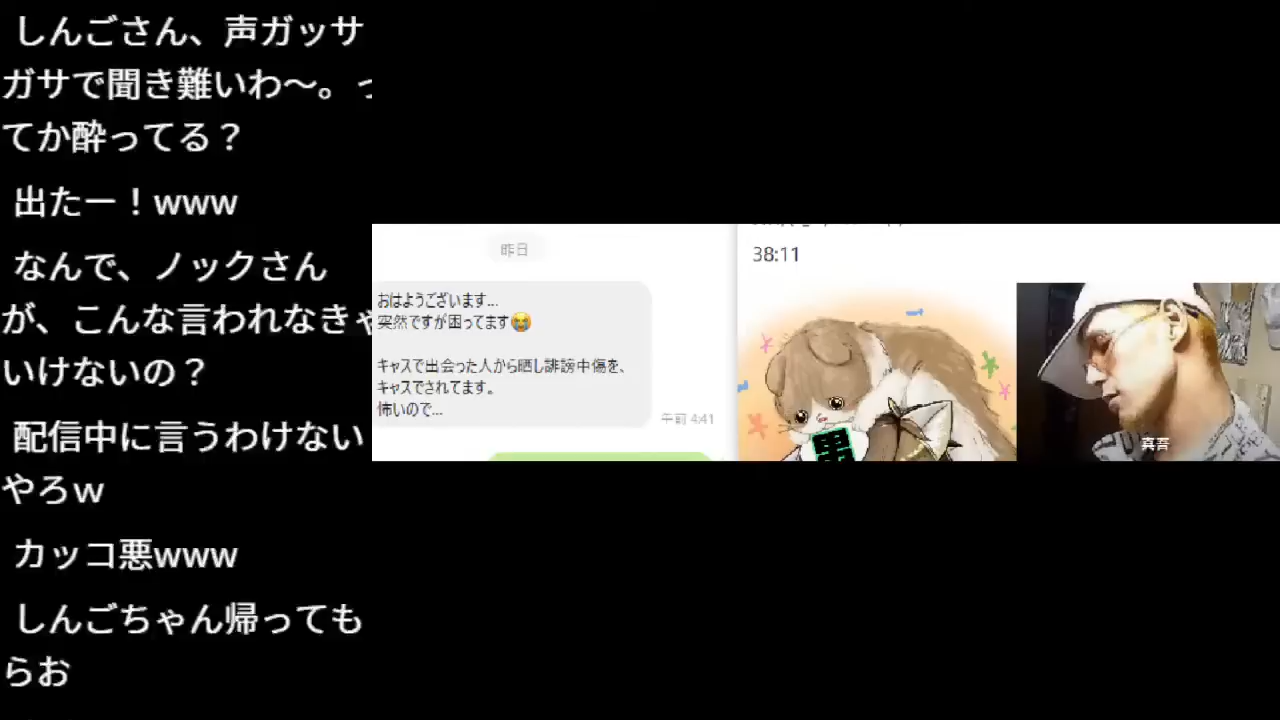 しんごさん、声ガッサ
ガサで聞き難いわ〜。っ
てか酔ってる？
出たー！www
なんで、ノックさん
が、こんな言われなきゃ
いけないの？
配信中に言うわけない
やろｗ
カッコ悪www
しんごちゃん帰っても
らお
昨日
おはようございます...
突然ですが困ってます😭
キャスで出会った人から晒し誹謗中傷を、
キャスでされてます。
怖いので...
午前 4:41
38:11
男
真吾